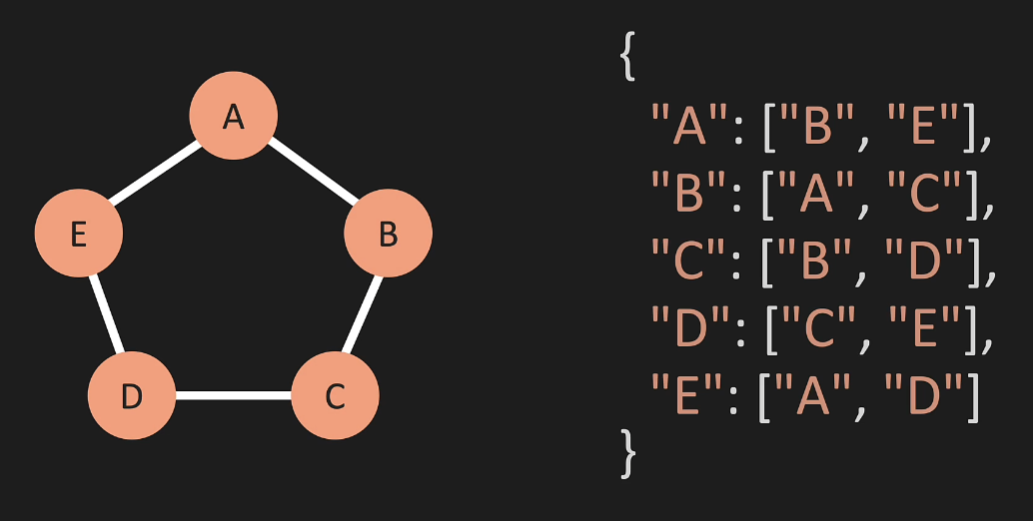 A
E
B
D
C
{
"A": ["B", "E"],
"B": ["A", "C"],
"C": ["B", "D"],
"D": ["C", "E"],
"E": ["A", "D"]
}